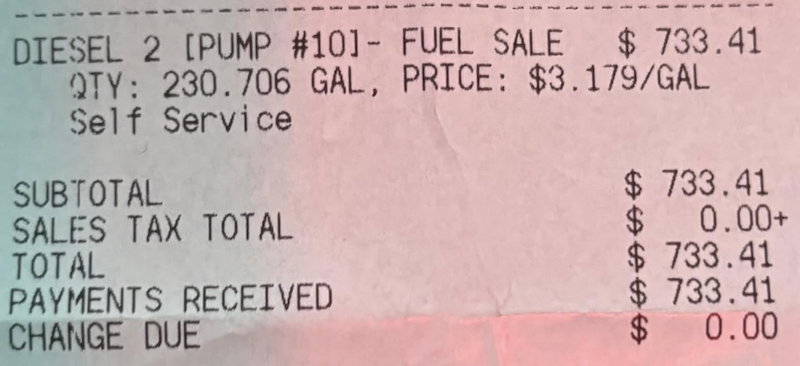 DIESEL 2 [PUMP #10]- FUEL SALE $ 733.41
QTY: 230.706 GAL, PRICE: $3.179/GAL
Self Service
SUBTOTAL $ 733.41
SALES TAX TOTAL $ 0.00+
TOTAL $ 733.41
PAYMENTS RECEIVED $ 733.41
CHANGE DUE $ 0.00